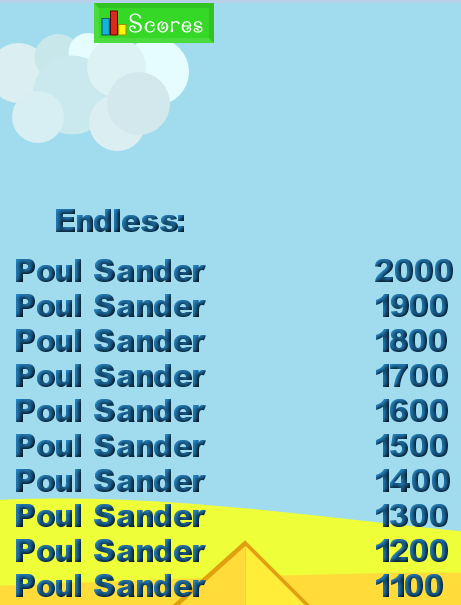 Scores
Endless:
Poul Sander 2000
Poul Sander 1900
Poul Sander 1800
Poul Sander 1700
Poul Sander 1600
Poul Sander 1500
Poul Sander 1400
Poul Sander 1300
Poul Sander 1200
Poul Sander 1100